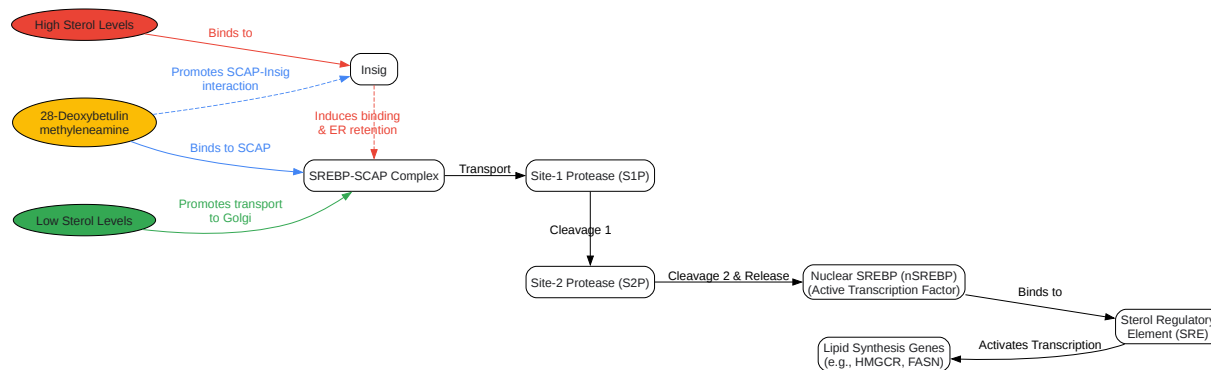 High Sterol Levels
Binds to
Insig
Promotes SCAP-Insig
interaction
28-Deoxybetulin
methyleneamine
Induces binding
& ER retention
Binds to SCAP
SREBP-SCAP Complex
Transport
Site-1 Protease (S1P)
Promotes transport
to Golgi
Low Sterol Levels
Cleavage 1
Site-2 Protease (S2P)
Cleavage 2 & Release
Nuclear SREBP (nSREBP)
(Active Transcription Factor)
Binds to
Sterol Regulatory
Element (SRE)
Activates Transcription
Lipid Synthesis Genes
(e.g., HMGCR, FASN)